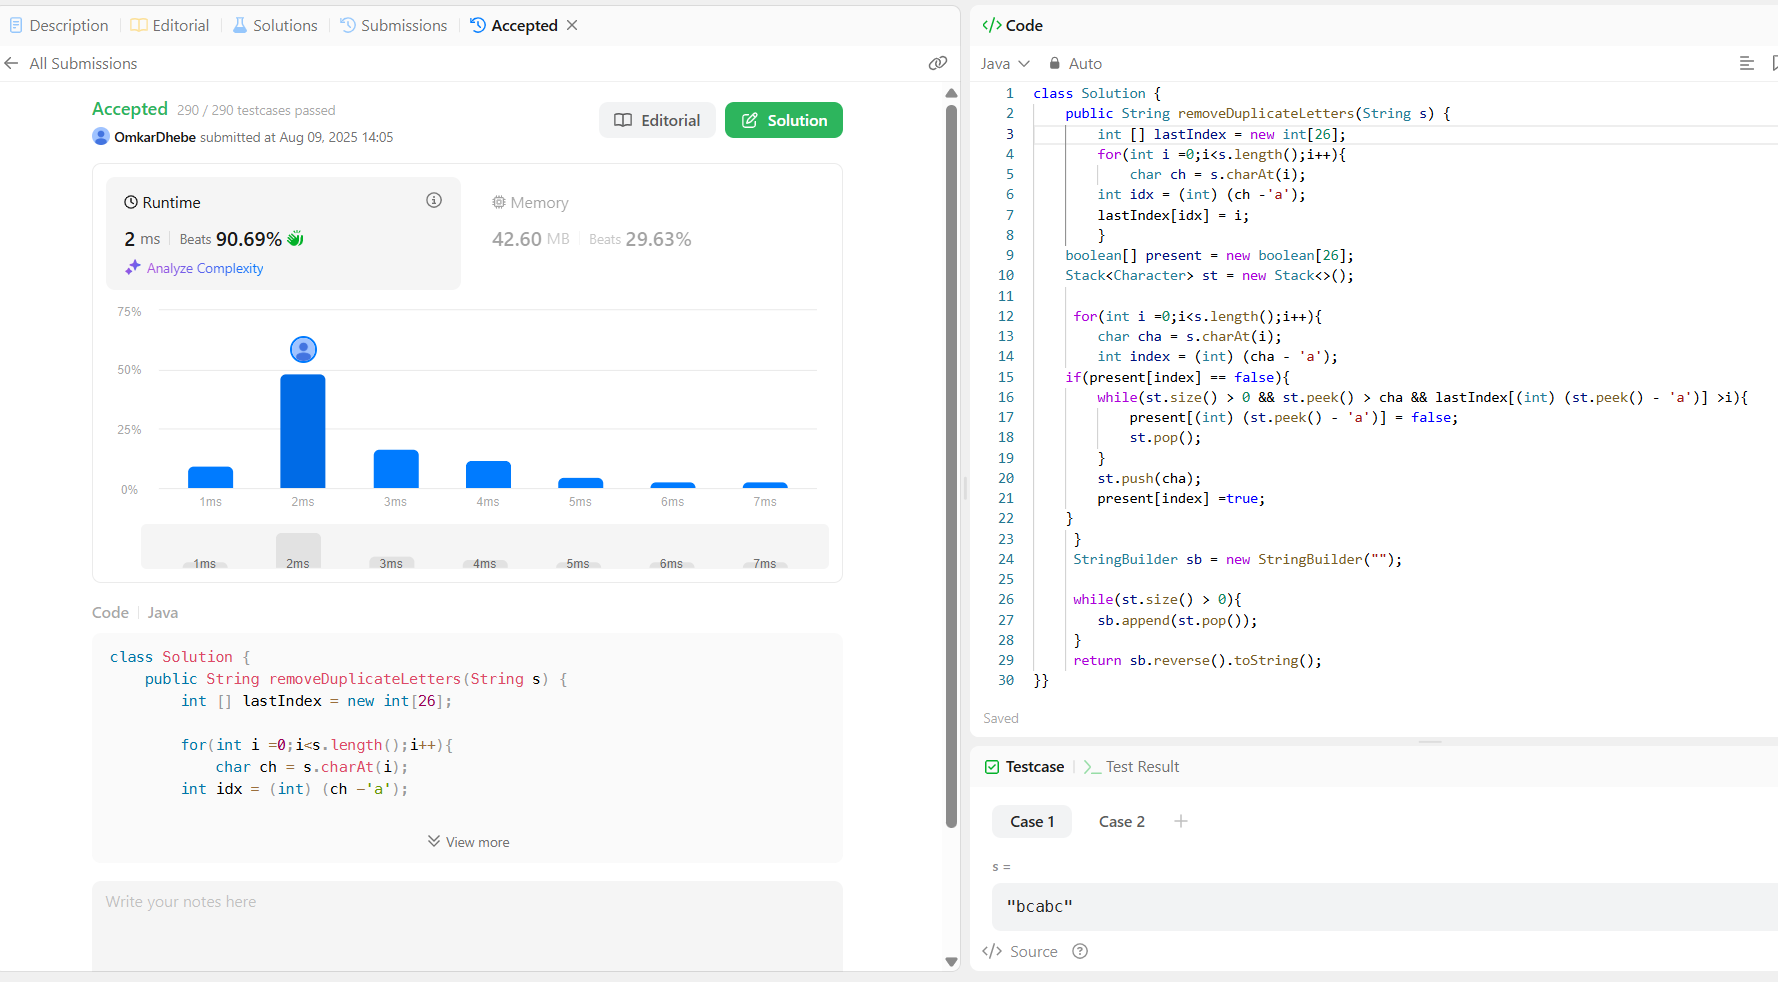 Description
Editorial
Solutions
Submissions
Accepted
All Submissions
Accepted 290 / 290 testcases passed
OmkarDhebe submitted at Aug 09, 2025 14:05
Editorial
Solution
Runtime
2 ms Beats 90.69%
Analyze Complexity
Memory
42.60 MB Beats 29.63%
75%
50%
25%
0%
1ms 2ms 3ms 4ms 5ms 6ms 7ms
1ms 2ms 3ms 4ms 5ms 6ms 7ms
Code Java
class Solution {
    public String removeDuplicateLetters(String s) {
        int [] lastIndex = new int[26];
        for(int i =0;i<s.length();i++){
            char ch = s.charAt(i);
        int idx = (int) (ch -'a');
View more
Write your notes here
</> Code
Java Auto
1 class Solution {
2     public String removeDuplicateLetters(String s) {
3         int [] lastIndex = new int[26];
4         for(int i =0;i<s.length();i++){
5             char ch = s.charAt(i);
6         int idx = (int) (ch -'a');
7         lastIndex[idx] = i;
8         }
9     boolean[] present = new boolean[26];
10     Stack<Character> st = new Stack<>();
11
12      for(int i =0;i<s.length();i++){
13         char cha = s.charAt(i);
14         int index = (int) (cha - 'a');
15     if(present[index] == false){
16         while(st.size() > 0 && st.peek() > cha && lastIndex[(int) (st.peek() - 'a')] >i){
17             present[(int) (st.peek() - 'a')] = false;
18             st.pop();
19         }
20         st.push(cha);
21         present[index] =true;
22     }
23      }
24      StringBuilder sb = new StringBuilder("");
25
26      while(st.size() > 0){
27         sb.append(st.pop());
28      }
29      return sb.reverse().toString();
30 }}
Saved
Testcase
>_ Test Result
Case 1 Case 2 +
s =
"bcabc"
</> Source ?